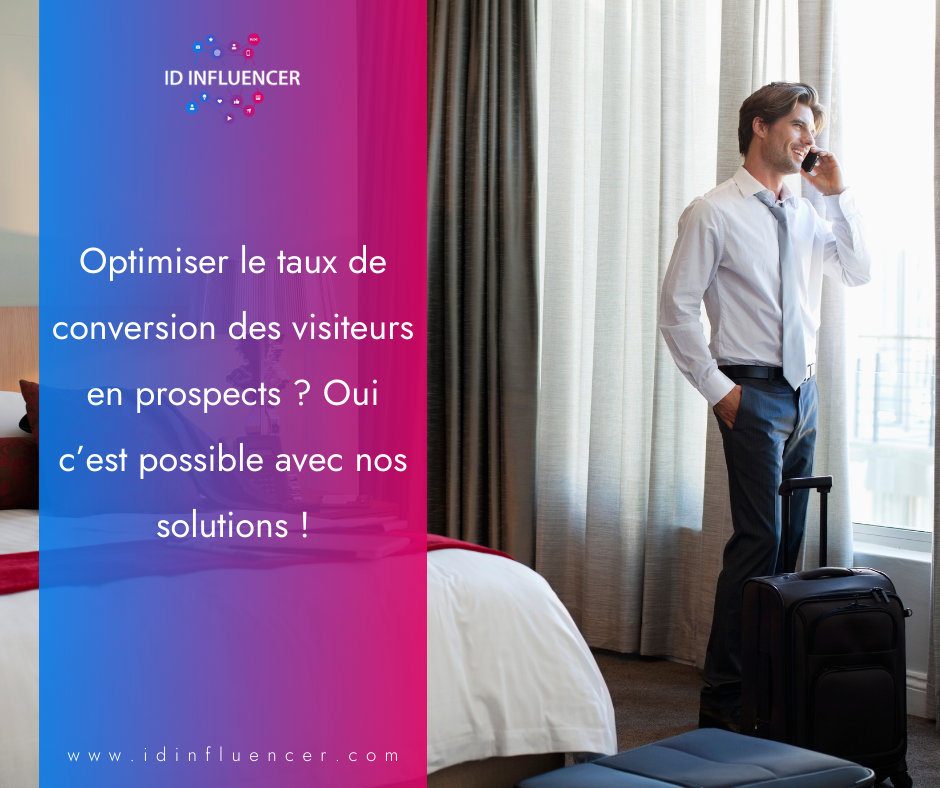 ID INFLUENCER
Optimiser le taux de
conversion des visiteurs
en prospects ? Oui
c’est possible avec nos
solutions !
www.idinfluencer.com